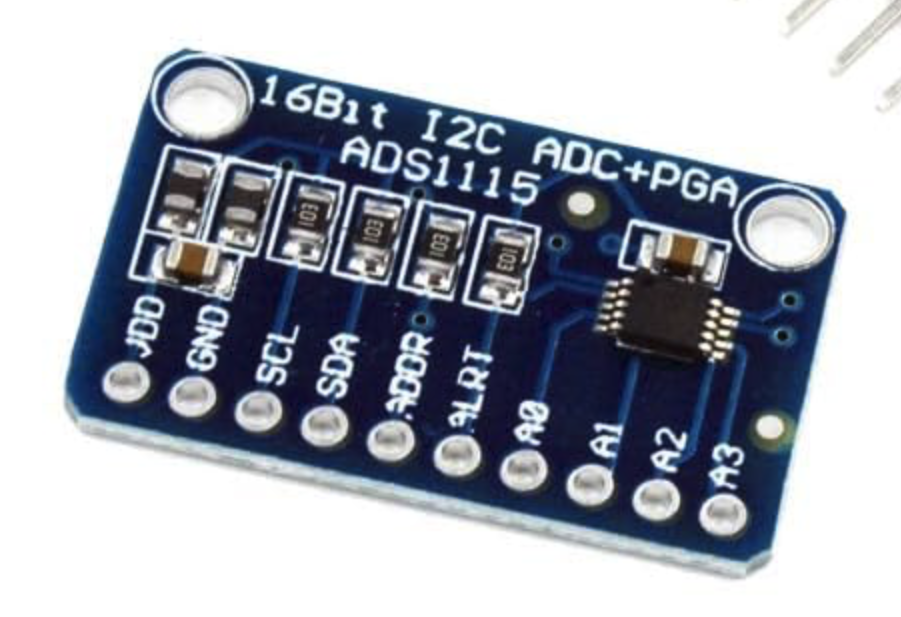 16Bit I2C ADC+PGA
ADS1115
103
103
103
103
VDD
GND
SCL
SDA
ADDR
ALRT
A0
A1
A2
A3